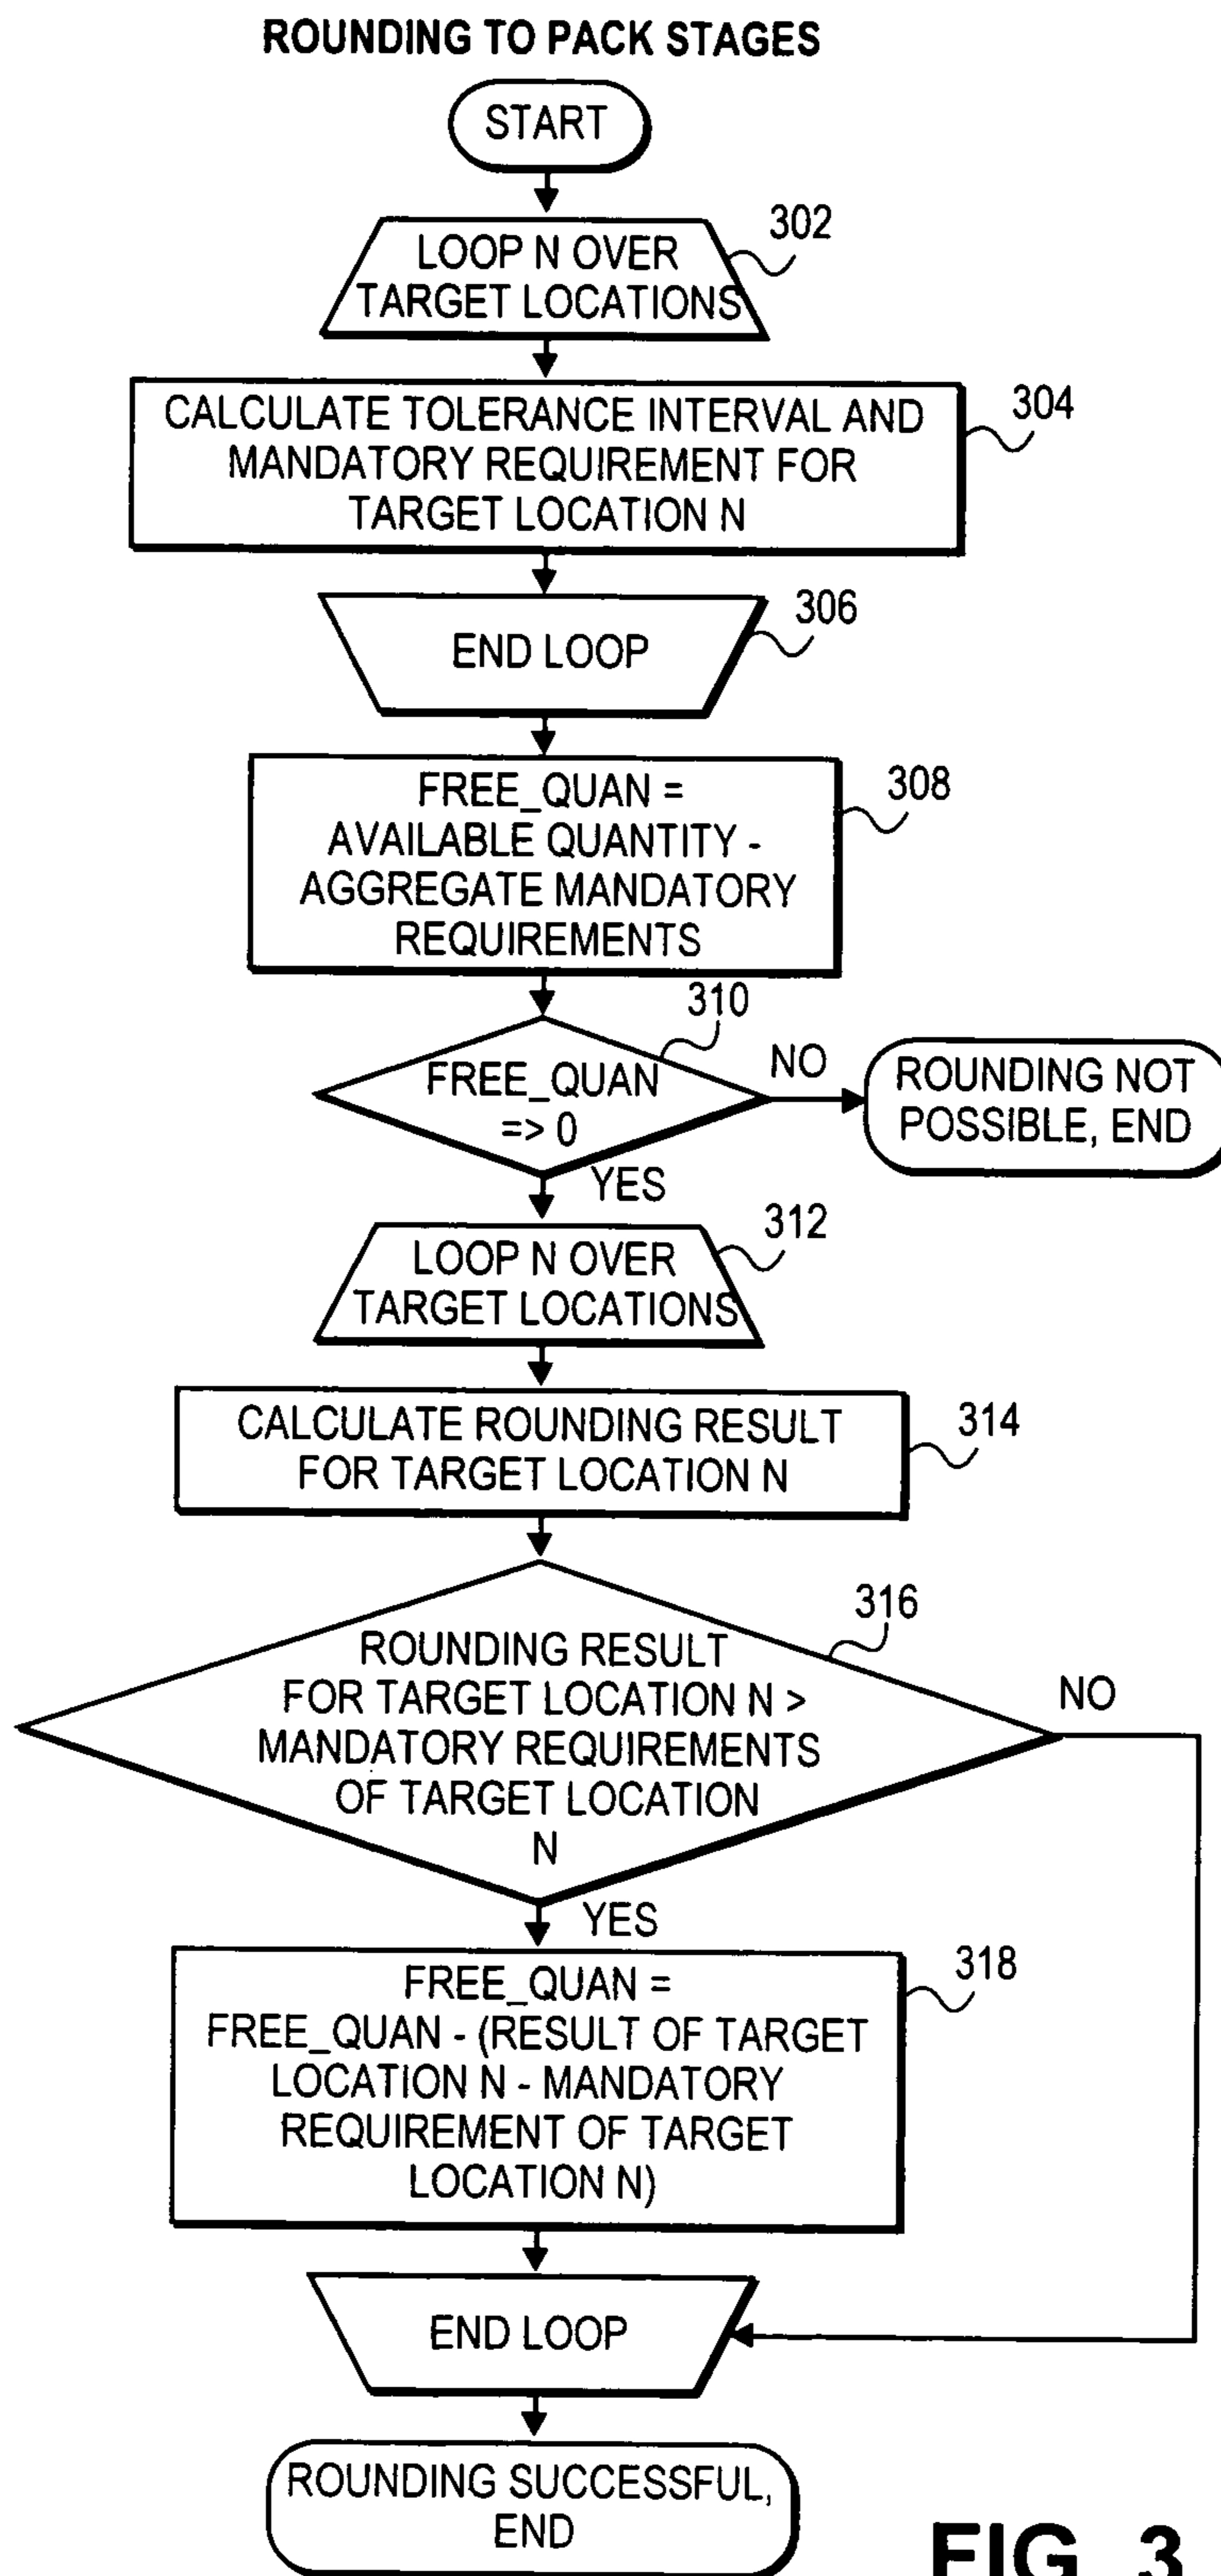 ROUNDING TO PACK STAGES
START
302
LOOP N OVER
TARGET LOCATIONS
304
CALCULATE TOLERANCE INTERVAL AND
MANDATORY REQUIREMENT FOR
TARGET LOCATION N
306
END LOOP
308
FREE_QUAN =
AVAILABLE QUANTITY -
AGGREGATE MANDATORY
REQUIREMENTS
310
FREE_QUAN
=> 0
NO
ROUNDING NOT
POSSIBLE, END
YES
312
LOOP N OVER
TARGET LOCATIONS
314
CALCULATE ROUNDING RESULT
FOR TARGET LOCATION N
316
ROUNDING RESULT
FOR TARGET LOCATION N >
MANDATORY REQUIREMENTS
OF TARGET LOCATION
N
NO
YES
318
FREE_QUAN =
FREE_QUAN - (RESULT OF TARGET
LOCATION N - MANDATORY
REQUIREMENT OF TARGET
LOCATION N)
END LOOP
ROUNDING SUCCESSFUL,
END
FIG. 3